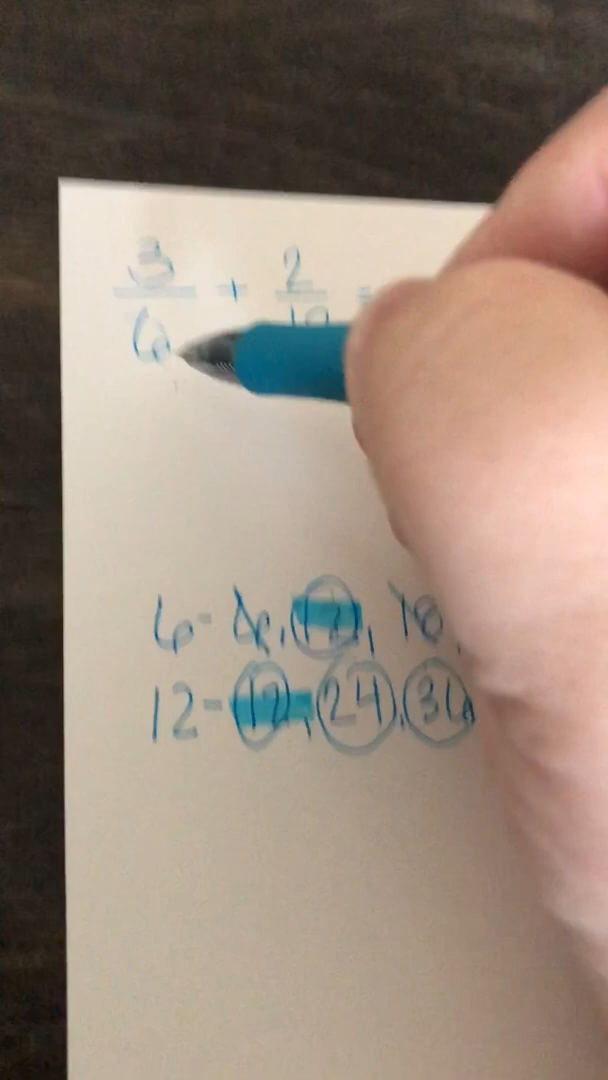 3/6 + 2/12 =
6- 6, 12, 18,
12- 12, 24, 36